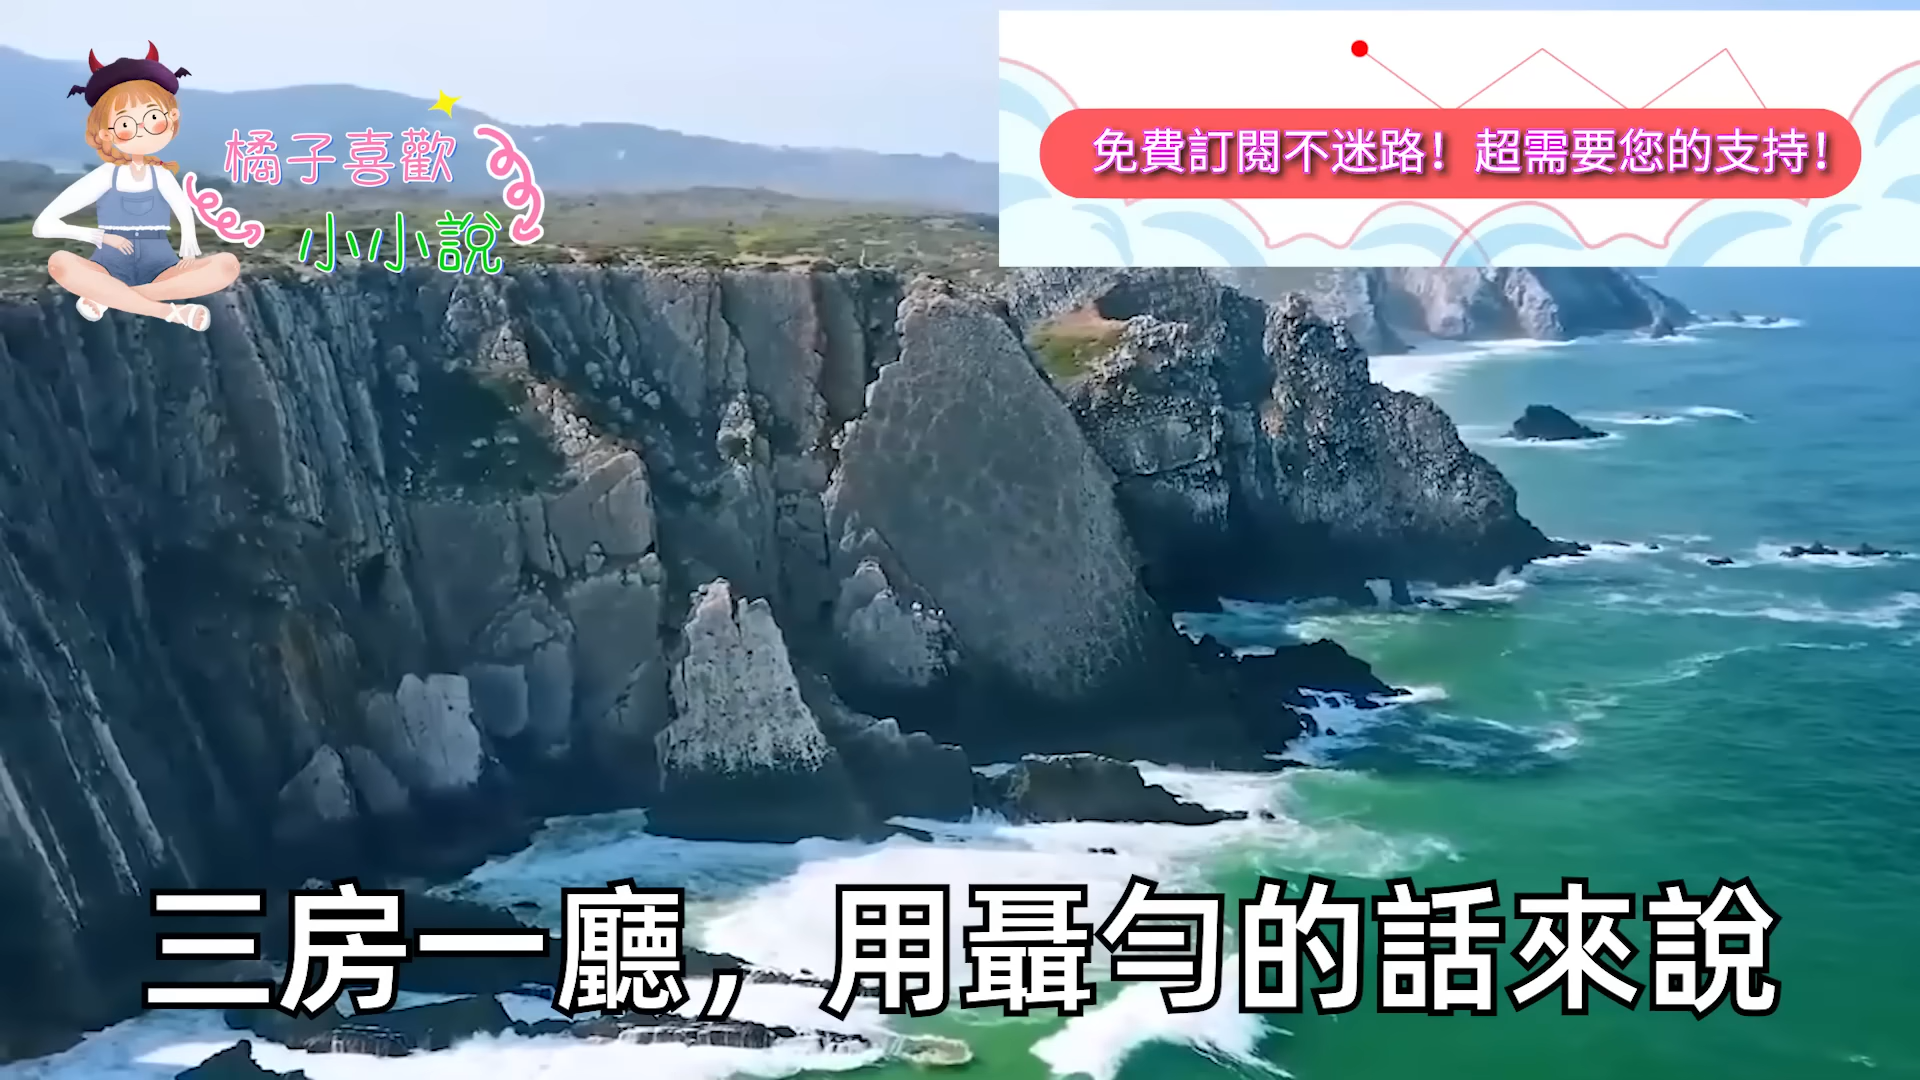 橘子喜歡
小小說
免費訂閱不迷路！超需要您的支持！
三房一廳，用聶勻的話來說